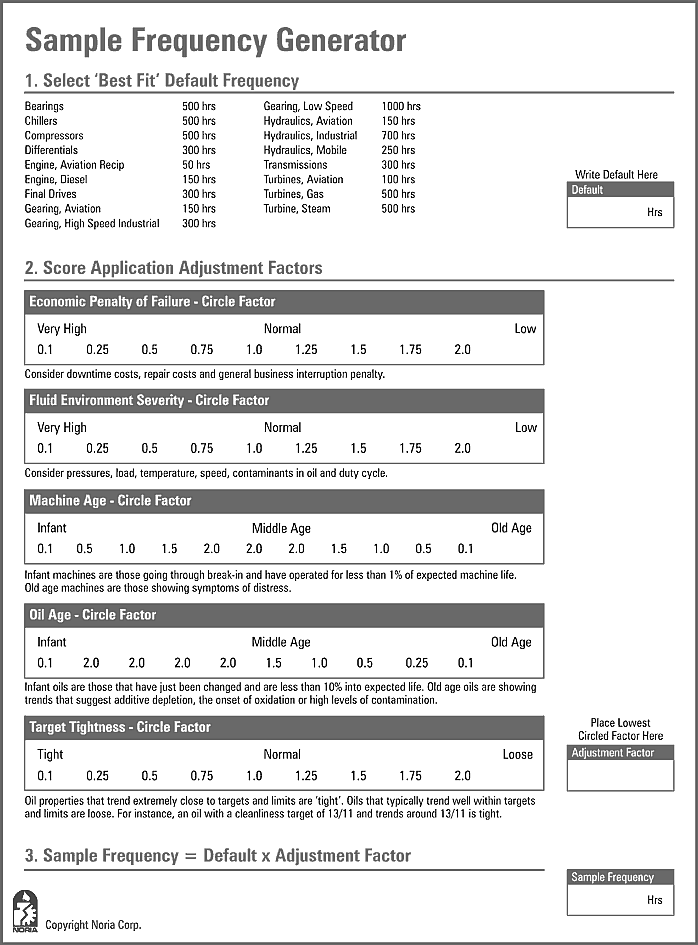 Sample Frequency Generator
1. Select ‘Best Fit’ Default Frequency
Bearings 500 hrs Gearing, Low Speed 1000 hrs
Chillers 500 hrs Hydraulics, Aviation 150 hrs
Compressors 500 hrs Hydraulics, Industrial 700 hrs
Differentials 300 hrs Hydraulics, Mobile 250 hrs
Engine, Aviation Recip 50 hrs Transmissions 300 hrs
Engine, Diesel 150 hrs Turbines, Aviation 100 hrs
Final Drives 300 hrs Turbines, Gas 500 hrs
Gearing, Aviation 150 hrs Turbine, Steam 500 hrs
Gearing, High Speed Industrial 300 hrs
Write Default Here
Default
Hrs
2. Score Application Adjustment Factors
Economic Penalty of Failure - Circle Factor
Very High Normal Low
0.1 0.25 0.5 0.75 1.0 1.25 1.5 1.75 2.0
Consider downtime costs, repair costs and general business interruption penalty.
Fluid Environment Severity - Circle Factor
Very High Normal Low
0.1 0.25 0.5 0.75 1.0 1.25 1.5 1.75 2.0
Consider pressures, load, temperature, speed, contaminants in oil and duty cycle.
Machine Age - Circle Factor
Infant Middle Age Old Age
0.1 0.5 1.0 1.5 2.0 2.0 2.0 1.5 1.0 0.5 0.1
Infant machines are those going through break-in and have operated for less than 1% of expected machine life.
Old age machines are those showing symptoms of distress.
Oil Age - Circle Factor
Infant Middle Age Old Age
0.1 2.0 2.0 2.0 2.0 1.5 1.0 0.5 0.25 0.1
Infant oils are those that have just been changed and are less than 10% into expected life. Old age oils are showing
trends that suggest additive depletion, the onset of oxidation or high levels of contamination.
Target Tightness - Circle Factor
Tight Normal Loose
0.1 0.25 0.5 0.75 1.0 1.25 1.5 1.75 2.0
Oil properties that trend extremely close to targets and limits are 'tight'. Oils that typically trend well within targets
and limits are loose. For instance, an oil with a cleanliness target of 13/11 and trends around 13/11 is tight.
Place Lowest
Circled Factor Here
Adjustment Factor
3. Sample Frequency = Default x Adjustment Factor
Sample Frequency
Hrs
NORIA
Copyright Noria Corp.